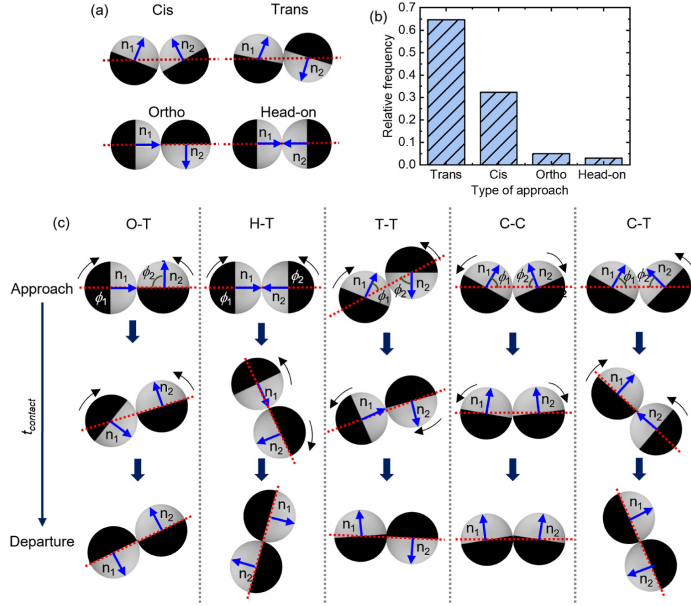 (a)
Cis
Trans
n1 n2
n1 n2
Ortho
Head-on
n1 n2
n1 n2
(b)
Relative frequency
0.7
0.6
0.5
0.4
0.3
0.2
0.1
0.0
Trans Cis Ortho Head-on
Type of approach
(c)
O-T H-T T-T C-C C-T
Approach
ϕ1 n1 ϕ2 n2
ϕ1 n1 n2 ϕ2
n1 ϕ1 ϕ2 n2
n1 ϕ1 ϕ2 n2
n1 ϕ1 ϕ2 n2
tcontact
n1 n2
n1 n2
n1 n2
n1 n2
n1 n2
Departure
n1 n2
n1 n2
n1 n2
n1 n2
n1 n2